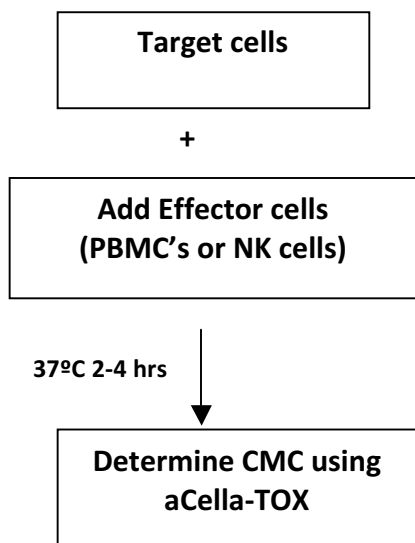 Target cells
+
Add Effector cells
(PBMC's or NK cells)
37ºC 2-4 hrs
Determine CMC using
aCella-TOX